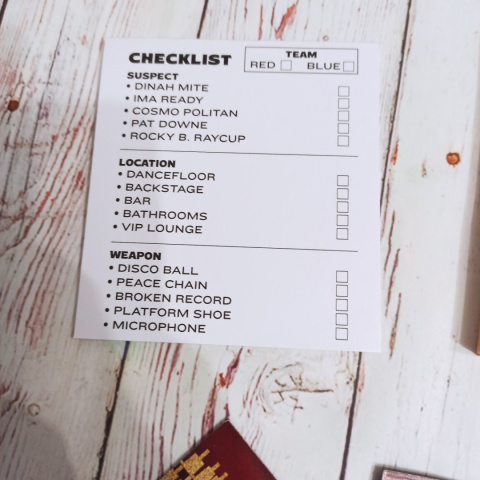 CHECKLIST
TEAM
RED BLUE
SUSPECT
• DINAH MITE
• IMA READY
• COSMO POLITAN
• PAT DOWNE
• ROCKY B. RAYCUP
LOCATION
• DANCEFLOOR
• BACKSTAGE
• BAR
• BATHROOMS
• VIP LOUNGE
WEAPON
• DISCO BALL
• PEACE CHAIN
• BROKEN RECORD
• PLATFORM SHOE
• MICROPHONE